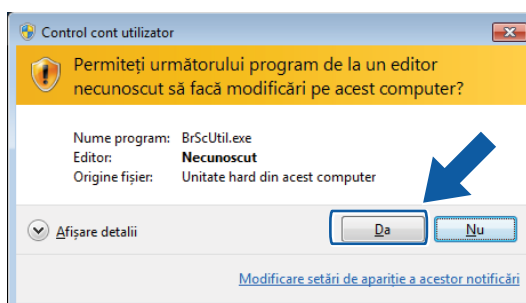 Control cont utilizator
Permiteți următorului program de la un editor
necunoscut să facă modificări pe acest computer?
Nume program: BrScUtil.exe
Editor: Necunoscut
Origine fișier: Unitate hard din acest computer
Afișare detalii
Da
Nu
Modificare setări de apariție a acestor notificări